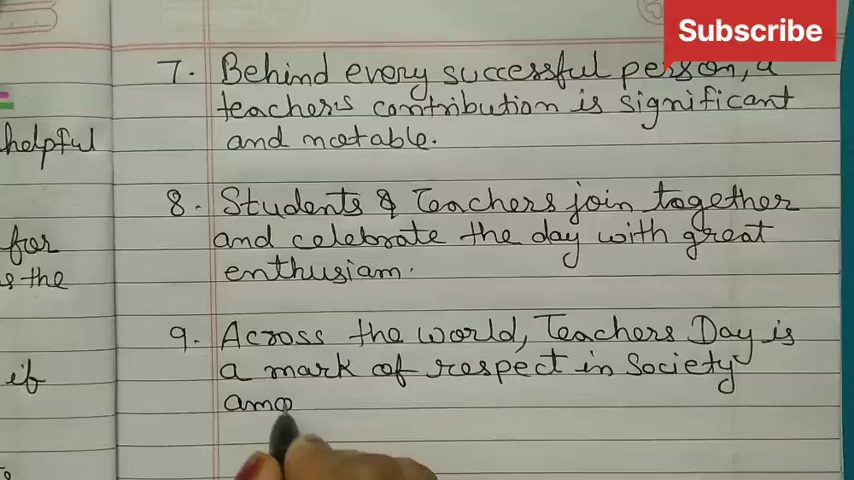 Subscribe
7. Behind every successful person, a
teacher's contribution is significant
and notable.
helpful
8. Students & Teachers join together
and celebrate the day with great
enthusiam.
for
s the
9. Across the world, Teachers Day is
a mark of respect in Society
amo
if